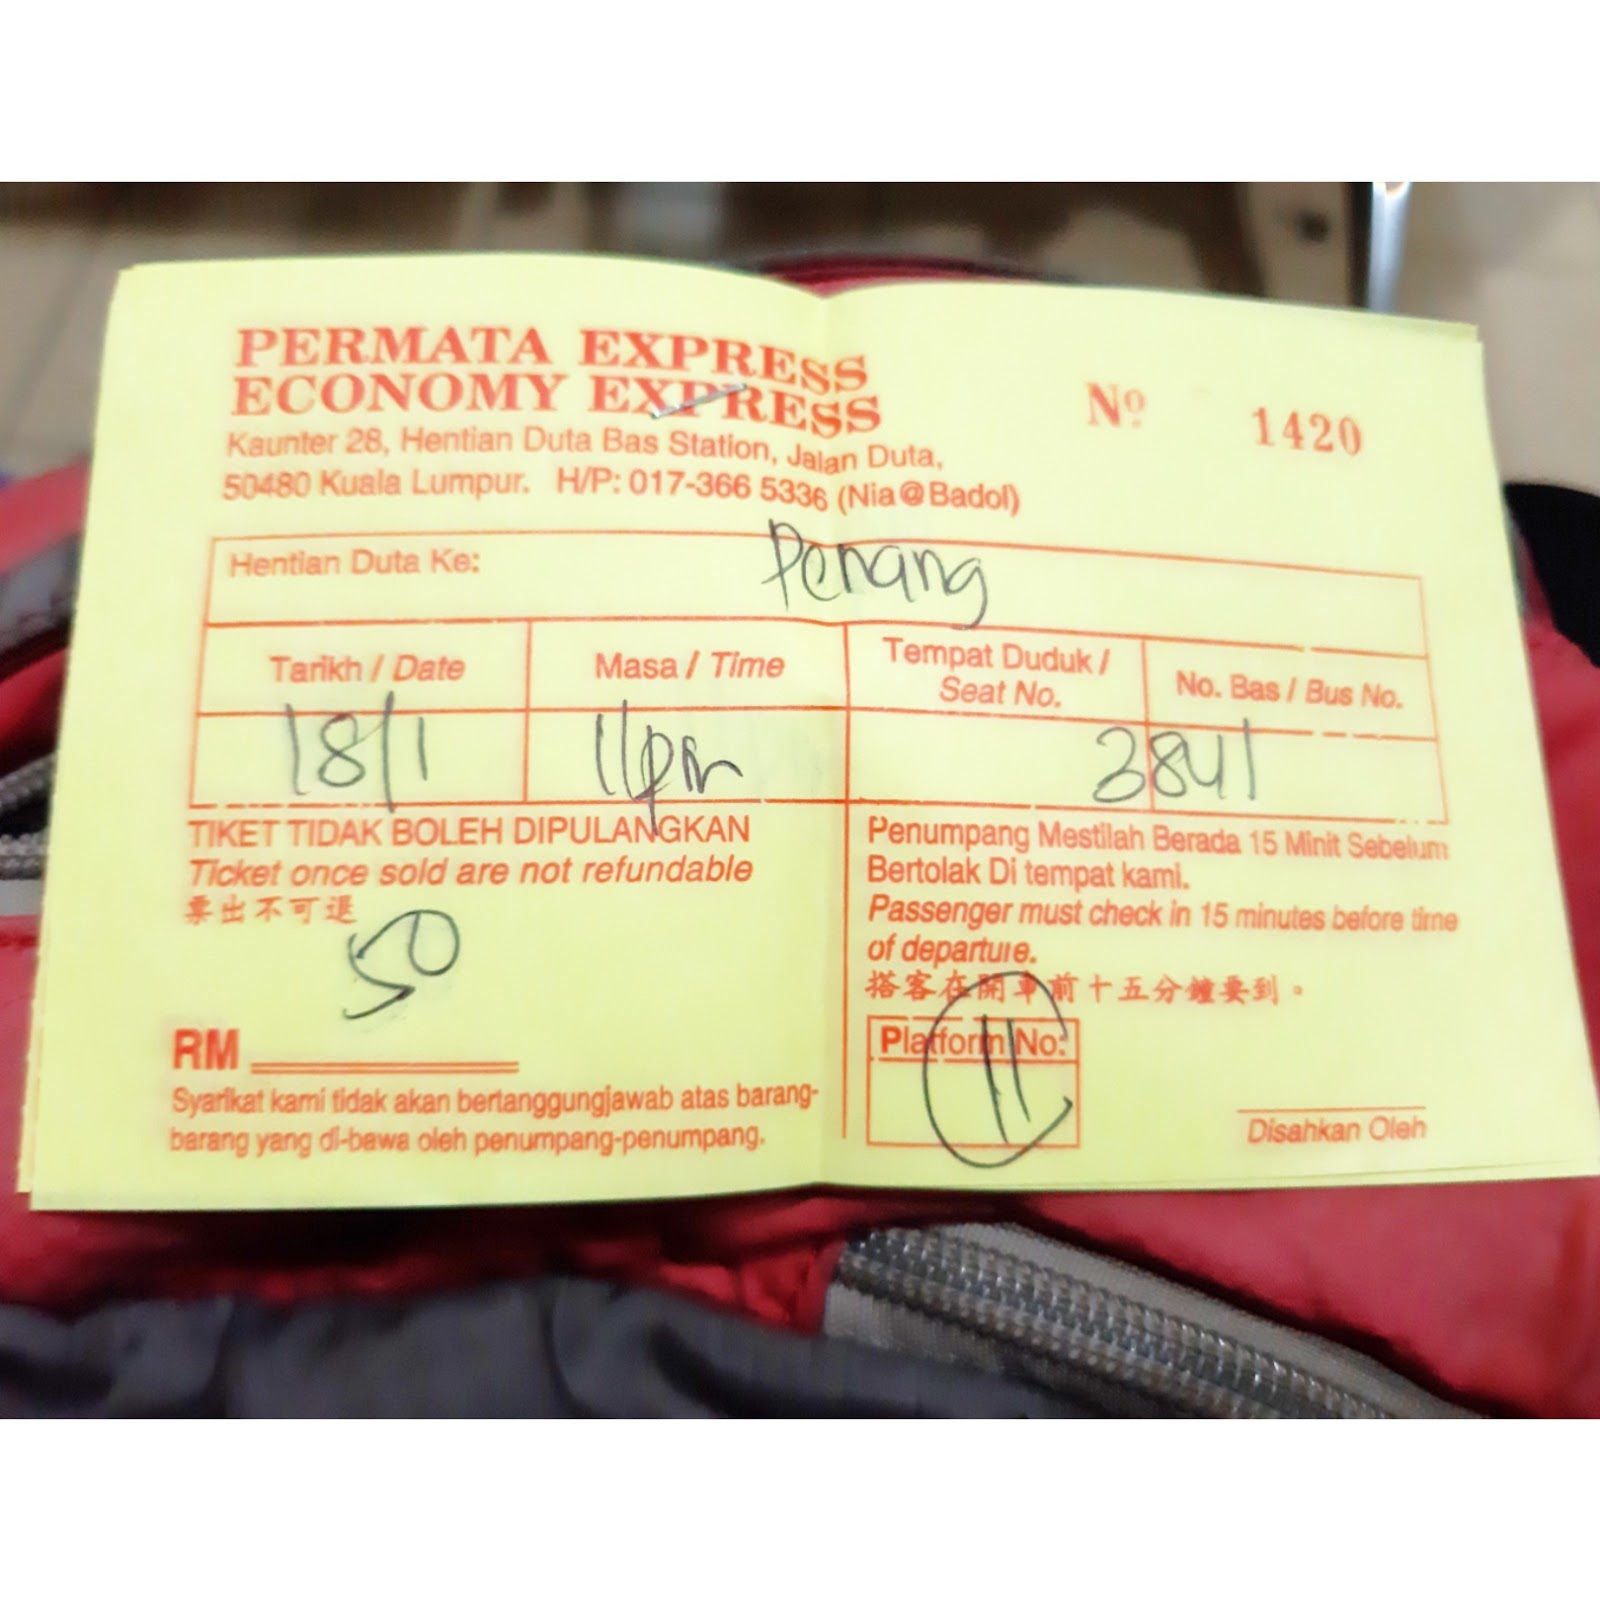 PERMATA EXPRESS
ECONOMY EXPRESS
Kaunter 28, Hentian Duta Bas Station, Jalan Duta,
50480 Kuala Lumpur. H/P: 017-366 5336 (Nia@Badol)
Nº 1420
Hentian Duta Ke: Penang
Tarikh / Date
Masa / Time
Tempat Duduk /
Seat No.
No. Bas / Bus No.
18/1
11pm
3841
TIKET TIDAK BOLEH DIPULANGKAN
Ticket once sold are not refundable
票出不可退
50
RM
Syarikat kami tidak akan bertanggungjawab atas barang-
barang yang di-bawa oleh penumpang-penumpang.
Penumpang Mestilah Berada 15 Minit Sebelum
Bertolak Di tempat kami.
Passenger must check in 15 minutes before time
of departure.
搭客在開車前十五分鐘要到。
Platform No:
11
Disahkan Oleh